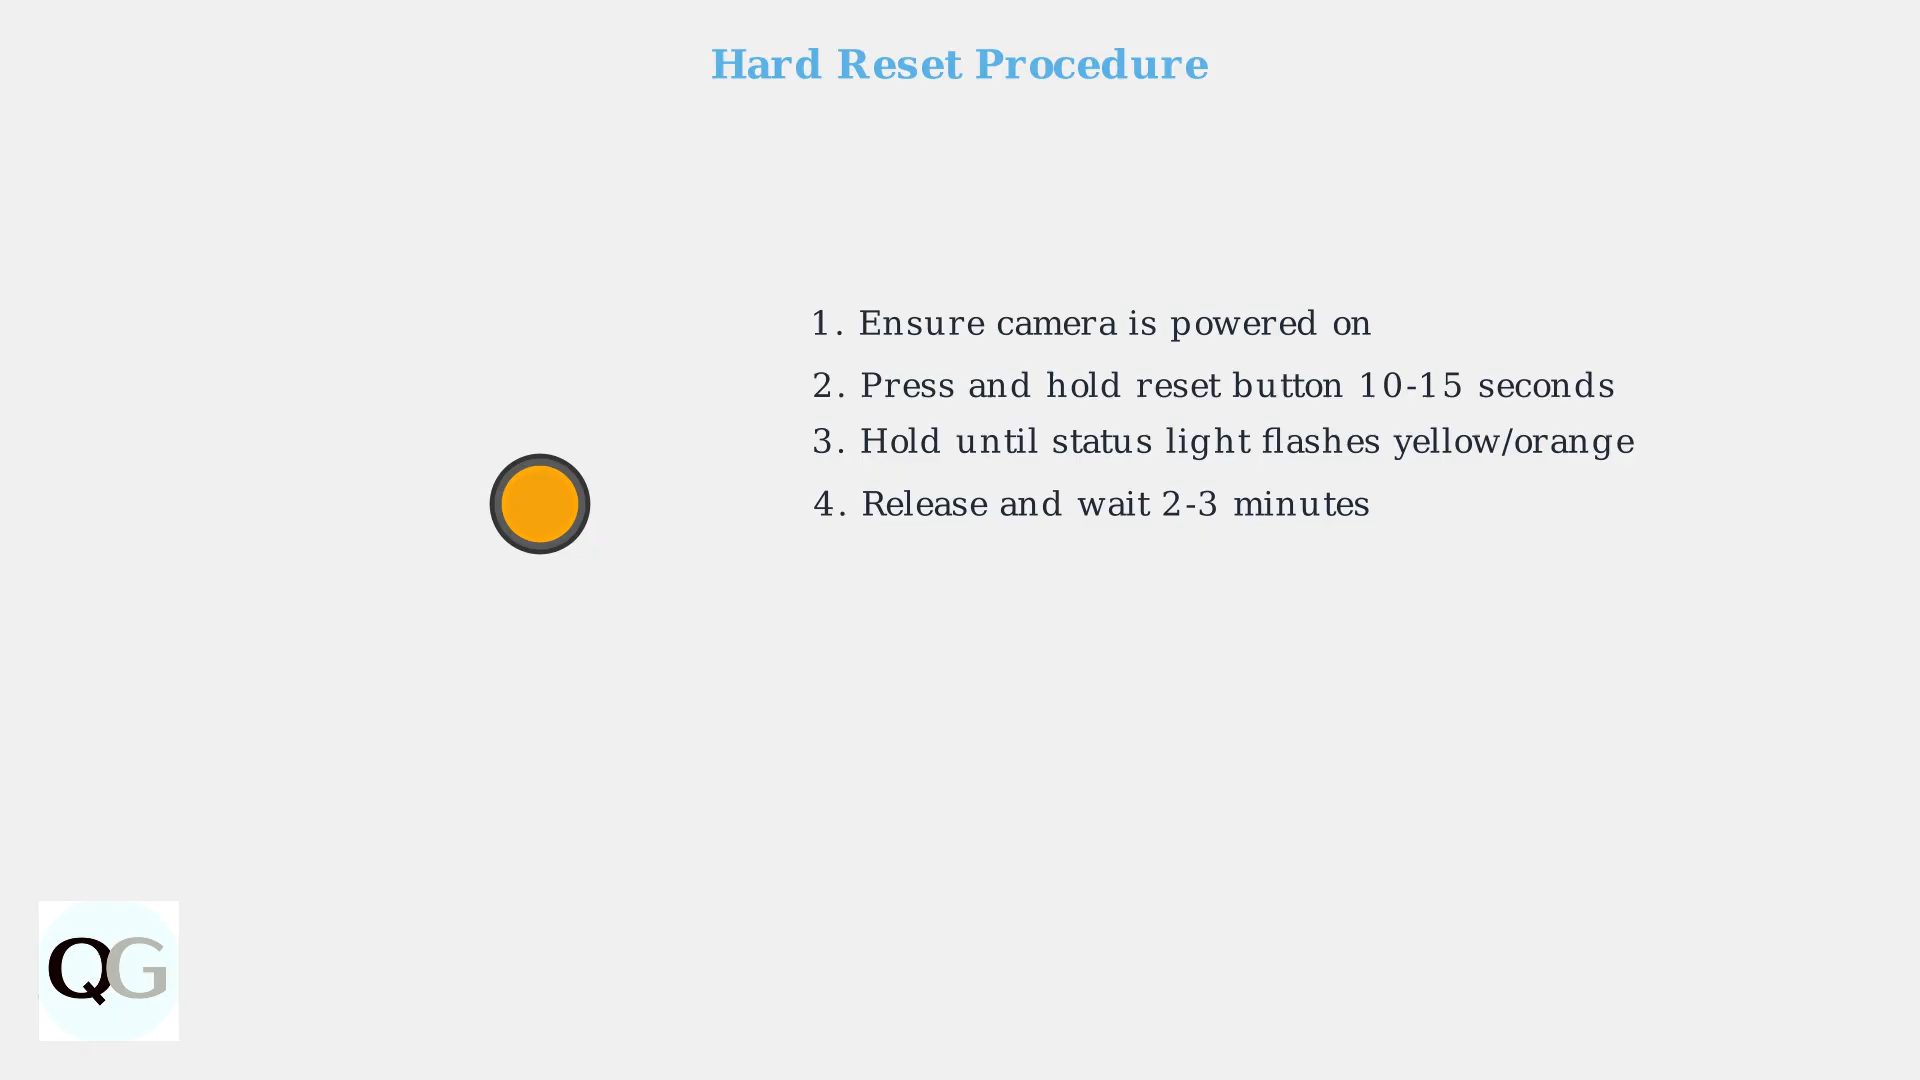 Hard Reset Procedure
1. Ensure camera is powered on
2. Press and hold reset button 10-15 seconds
3. Hold until status light flashes yellow/orange
4. Release and wait 2-3 minutes
QG